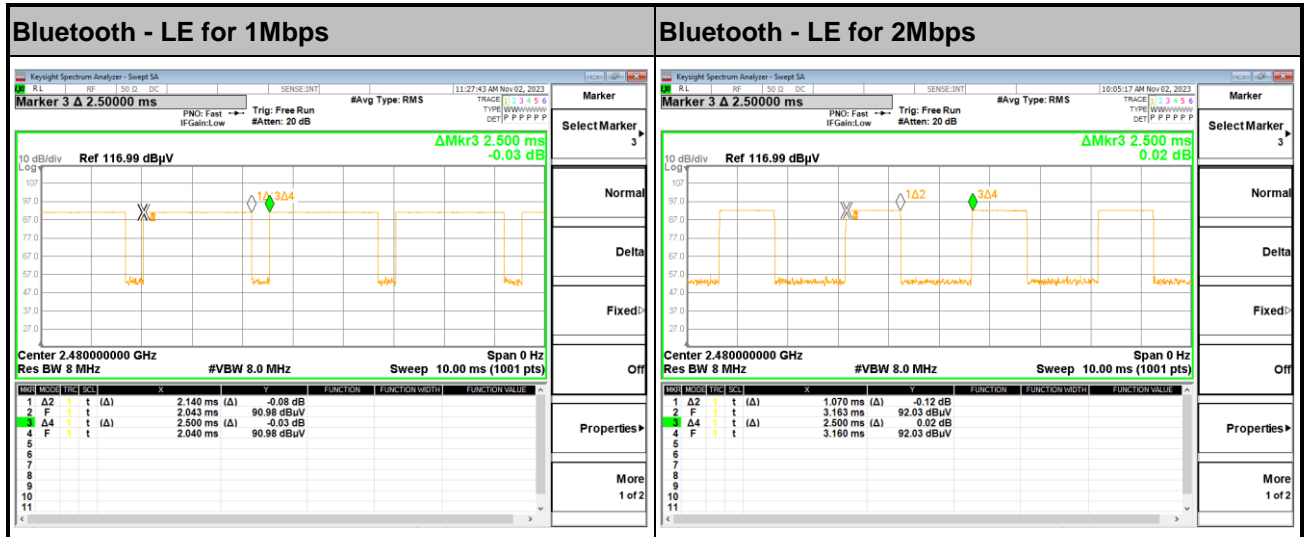 Bluetooth - LE for 1Mbps
Keysight Spectrum Analyzer - Swept SA
RL RF 50 Ω DC SENSE:INT 11:27:43 AM Nov 02, 2023
Marker 3 Δ 2.50000 ms
PNO: Fast
IFGain:Low
Trig: Free Run
#Atten: 20 dB
#Avg Type: RMS
TRACE 1 2 3 4 5 6
TYPE WWWWWW
DET P P P P P P
ΔMkr3 2.500 ms
-0.03 dB
10 dB/div Ref 116.99 dBµV
Log
107
97.0
87.0
77.0
67.0
57.0
47.0
37.0
27.0
3Δ4
Center 2.480000000 GHz Span 0 Hz
Res BW 8 MHz #VBW 8.0 MHz Sweep 10.00 ms (1001 pts)
MKR MODE TRC SCL X Y FUNCTION FUNCTION WIDTH FUNCTION VALUE
1 Δ2 1 t (Δ) 2.140 ms (Δ) -0.08 dB
2 F 1 t 2.043 ms 90.98 dBµV
3 Δ4 1 t (Δ) 2.500 ms (Δ) -0.03 dB
4 F 1 t 2.040 ms 90.98 dBµV
5
6
7
8
9
10
11
Marker
Select Marker
3
Normal
Delta
Fixed
Off
Properties
More
1 of 2
Bluetooth - LE for 2Mbps
Keysight Spectrum Analyzer - Swept SA
RL RF 50 Ω DC SENSE:INT 10:05:17 AM Nov 02, 2023
Marker 3 Δ 2.50000 ms
PNO: Fast
IFGain:Low
Trig: Free Run
#Atten: 20 dB
#Avg Type: RMS
TRACE 1 2 3 4 5 6
TYPE WWWWWW
DET P P P P P P
ΔMkr3 2.500 ms
0.02 dB
10 dB/div Ref 116.99 dBµV
Log
107
97.0
87.0
77.0
67.0
57.0
47.0
37.0
27.0
1Δ2 3Δ4
Center 2.480000000 GHz Span 0 Hz
Res BW 8 MHz #VBW 8.0 MHz Sweep 10.00 ms (1001 pts)
MKR MODE TRC SCL X Y FUNCTION FUNCTION WIDTH FUNCTION VALUE
1 Δ2 1 t (Δ) 1.070 ms (Δ) -0.12 dB
2 F 1 t 3.163 ms 92.03 dBµV
3 Δ4 1 t (Δ) 2.500 ms (Δ) 0.02 dB
4 F 1 t 3.160 ms 92.03 dBµV
5
6
7
8
9
10
11
Marker
Select Marker
3
Normal
Delta
Fixed
Off
Properties
More
1 of 2